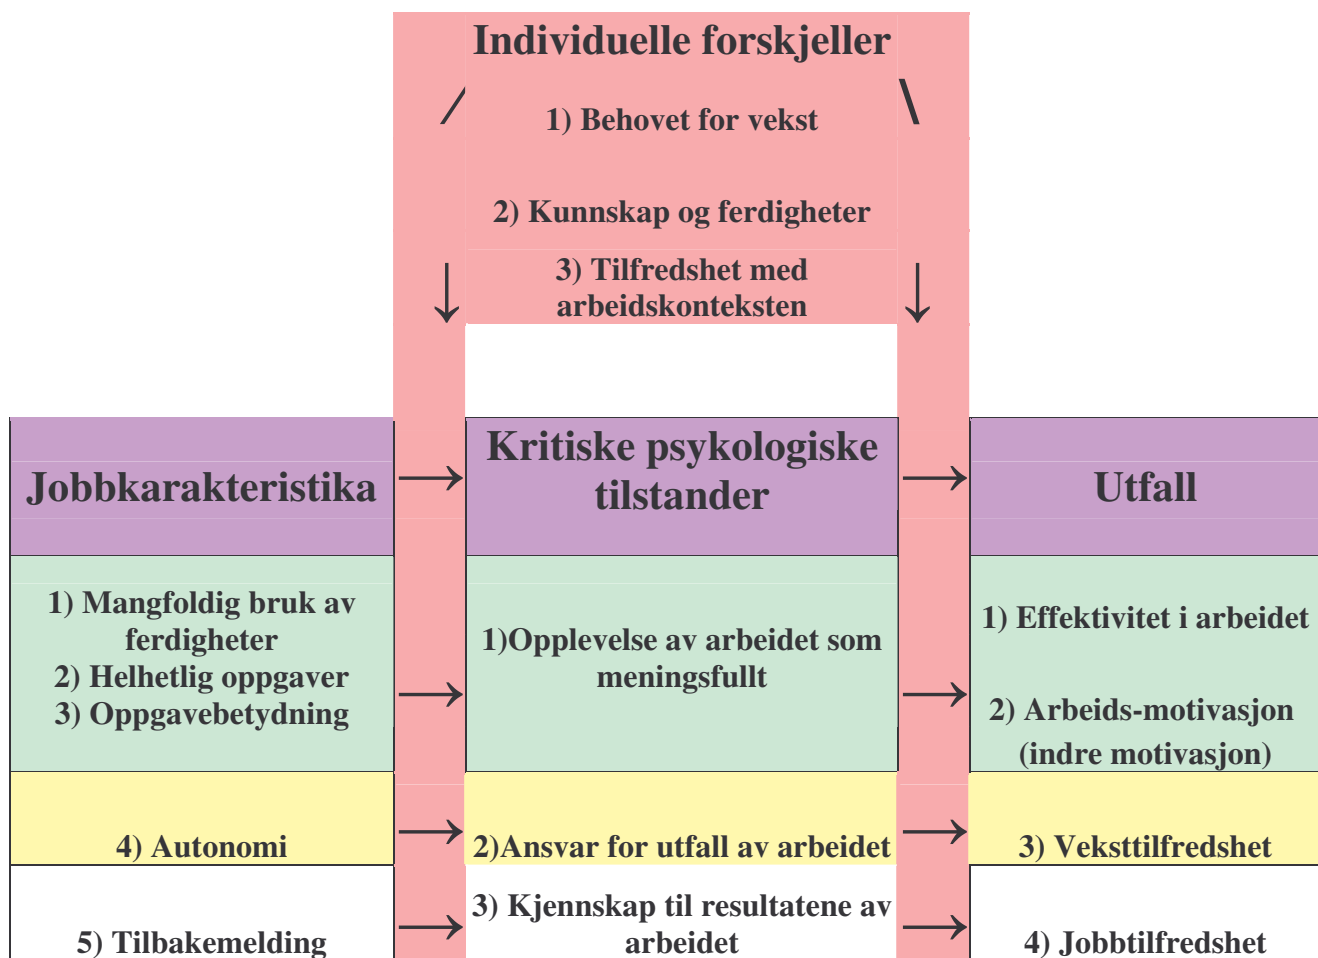 Individuelle forskjeller
1) Behovet for vekst
2) Kunnskap og ferdigheter
3) Tilfredshet med
arbeidskonteksten
Jobbkarakteristika
Kritiske psykologiske
tilstander
Utfall
1) Mangfoldig bruk av
ferdigheter
2) Helhetlig oppgaver
3) Oppgavebetydning
1)Opplevelse av arbeidet som
meningsfullt
1) Effektivitet i arbeidet
2) Arbeids-motivasjon
(indre motivasjon)
4) Autonomi
2)Ansvar for utfall av arbeidet
3) Veksttilfredshet
5) Tilbakemelding
3) Kjennskap til resultatene av
arbeidet
4) Jobbtilfredshet